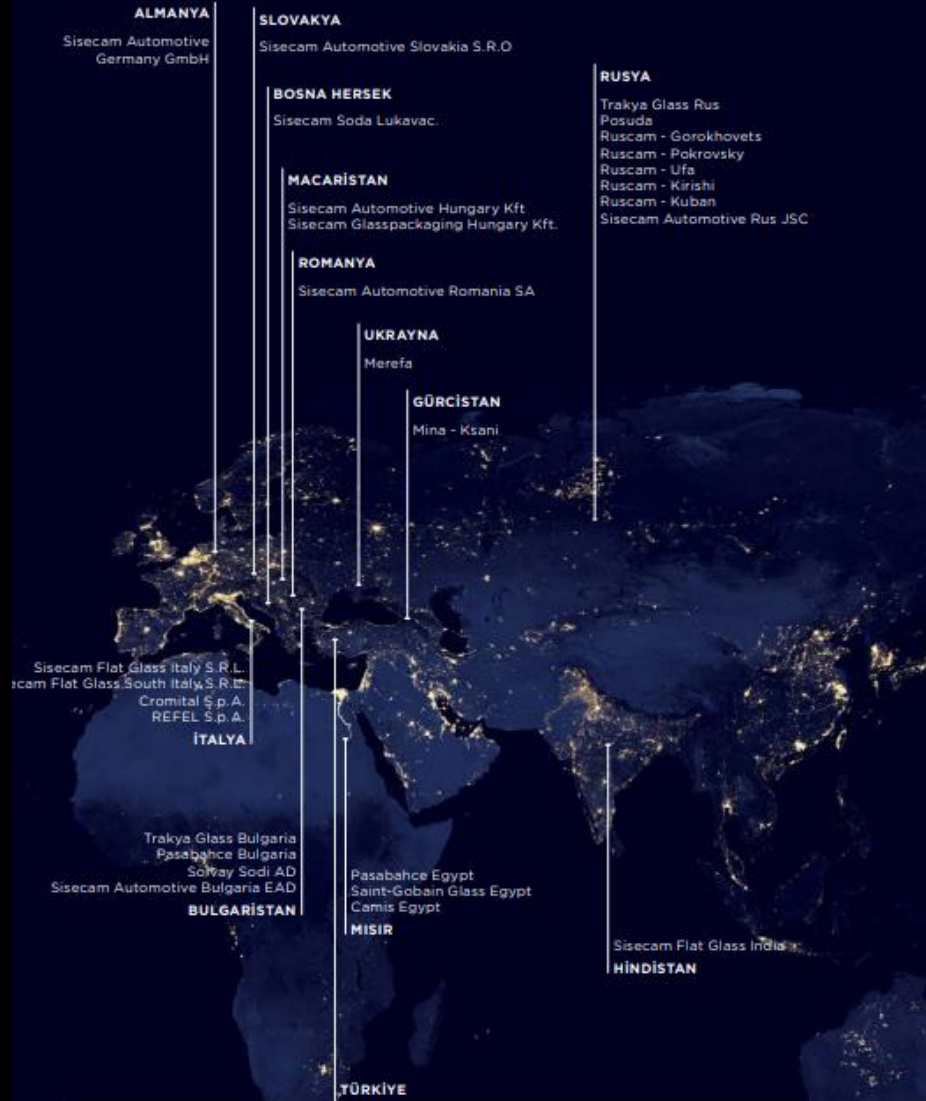 ALMANYA
Sisecam Automotive
Germany GmbH
SLOVAKYA
Sisecam Automotive Slovakia S.R.O
BOSNA HERSEK
Sisecam Soda Lukavac.
MACARİSTAN
Sisecam Automotive Hungary Kft
Sisecam Glasspackaging Hungary Kft.
ROMANYA
Sisecam Automotive Romania SA
UKRAYNA
Merefa
GÜRCİSTAN
Mina - Ksani
RUSYA
Trakya Glass Rus
Posuda
Ruscam - Gorokhovets
Ruscam - Pokrovsky
Ruscam - Ufa
Ruscam - Kirishi
Ruscam - Kuban
Sisecam Automotive Rus JSC
Sisecam Flat Glass Italy S.R.L.
ecam Flat Glass South Italy S.R.L.
Cromital S.p.A.
REFEL S.p.A.
İTALYA
Trakya Glass Bulgaria
Pasabahce Bulgaria
Solvay Sodi AD
Sisecam Automotive Bulgaria EAD
BULGARİSTAN
Pasabahce Egypt
Saint-Gobain Glass Egypt
Camis Egypt
MISIR
Sisecam Flat Glass India
HİNDİSTAN
TÜRKİYE